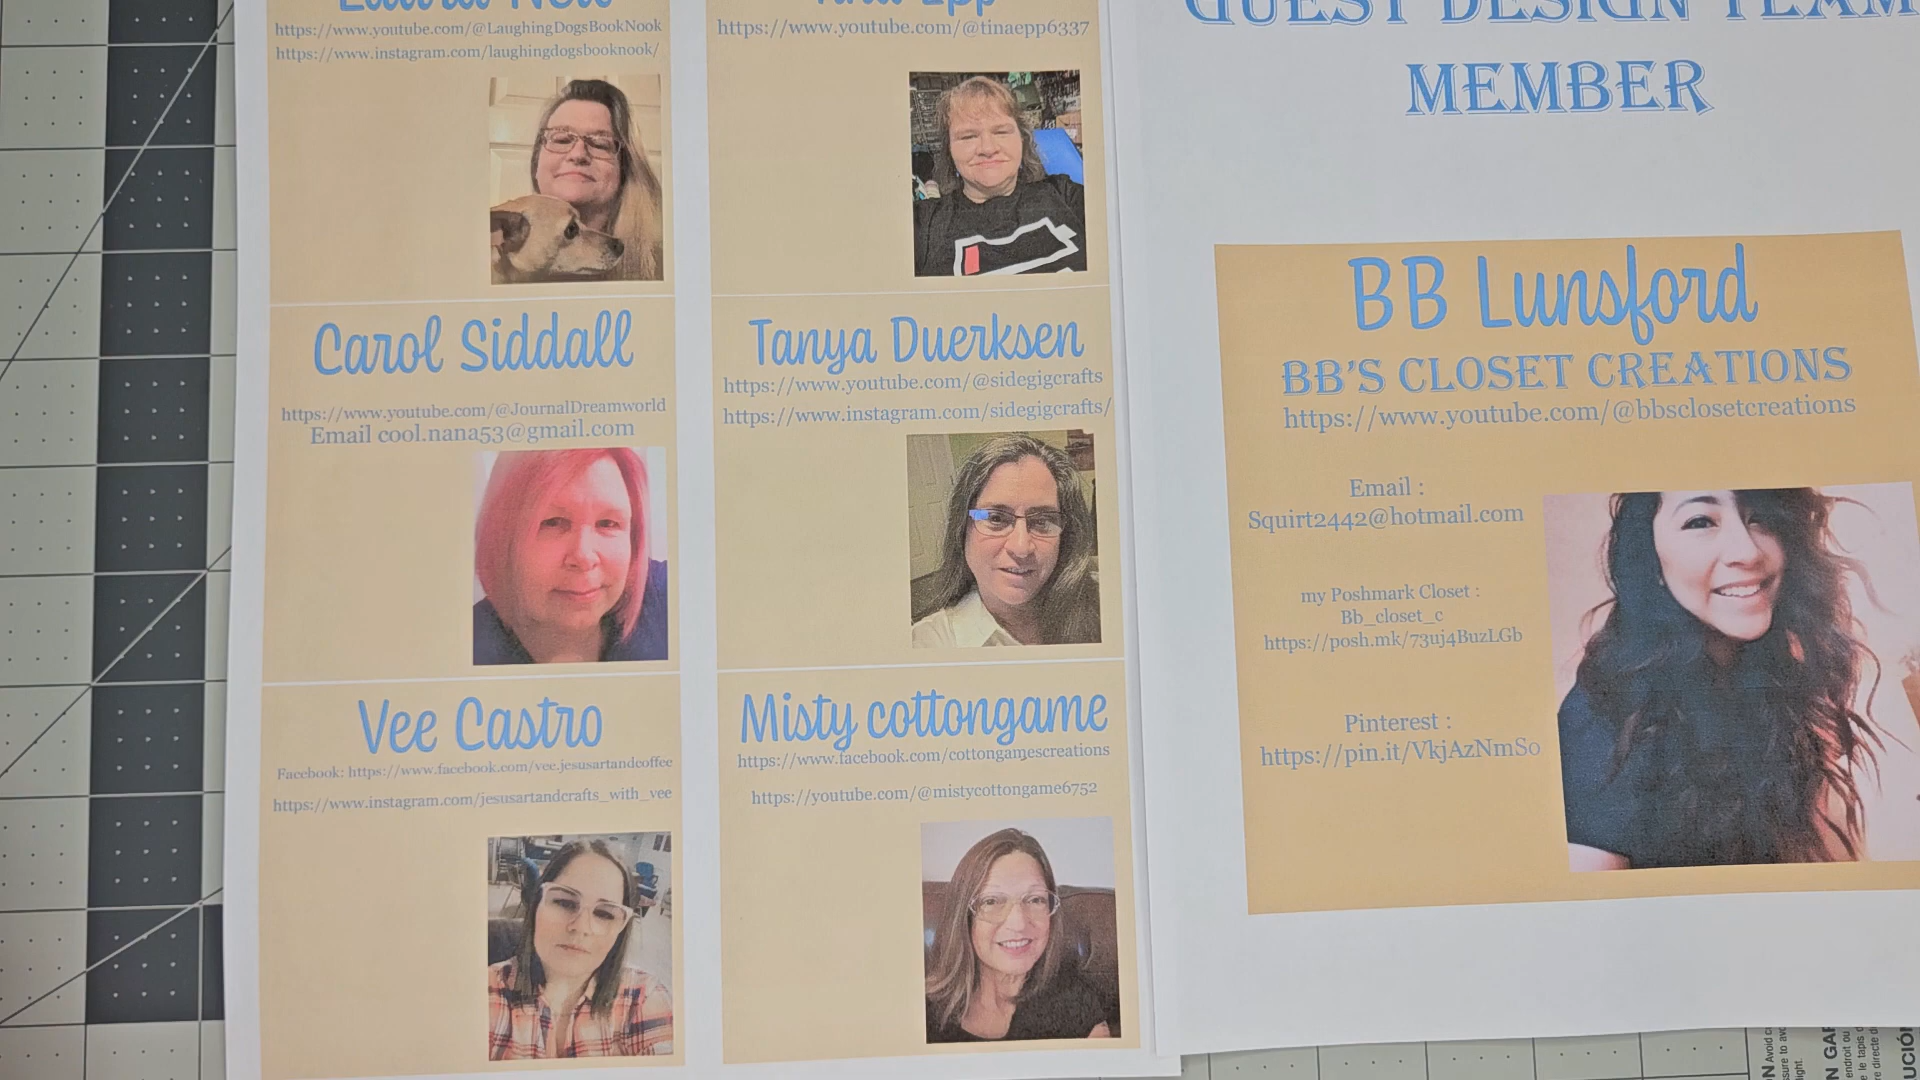 https://www.youtube.com/@LaughingDogsBookNook
https://www.instagram.com/laughingdogsbooknook/
https://www.youtube.com/@tinaepp6337
Carol Siddall
https://www.youtube.com/@JournalDreamworld
Email cool.nana53@gmail.com
Tanya Duerksen
https://www.youtube.com/@sidegigcrafts
https://www.instagram.com/sidegigcrafts/
Vee Castro
Facebook: https://www.facebook.com/vee.jesusartandcoffee
https://www.instagram.com/jesusartandcrafts_with_vee
Misty cottongame
https://www.facebook.com/cottongamescreations
https://youtube.com/@mistycottongame6752
GUEST DESIGN TEAM
MEMBER
BB Lunsford
BB'S CLOSET CREATIONS
https://www.youtube.com/@bbsclosetcreations
Email :
Squirt2442@hotmail.com
my Poshmark Closet :
Bb_closet_c
https://posh.mk/73uj4BuzLGb
Pinterest :
https://pin.it/VkjAzNmSo